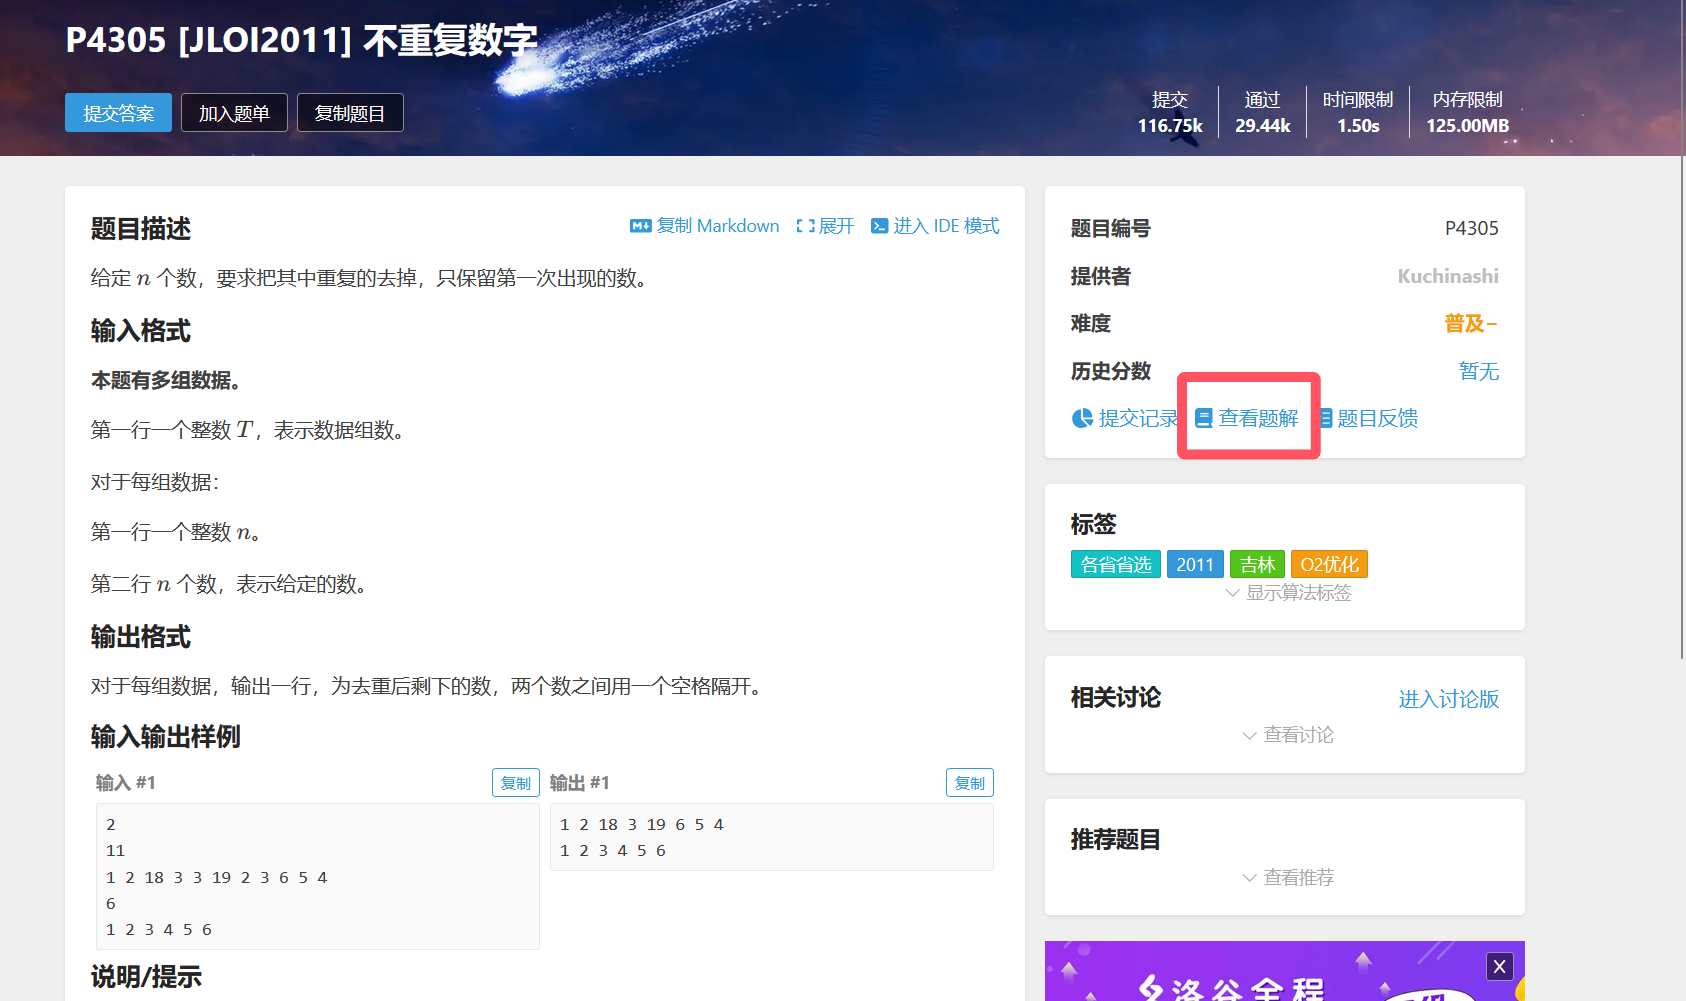 P4305 [JLOI2011] 不重复数字
提交答案 加入题单 复制题目
提交 通过 时间限制 内存限制
116.75k 29.44k 1.50s 125.00MB
题目描述
复制 Markdown 展开 进入 IDE 模式
给定 n 个数，要求把其中重复的去掉，只保留第一次出现的数。
输入格式
本题有多组数据。
第一行一个整数 T，表示数据组数。
对于每组数据：
第一行一个整数 n。
第二行 n 个数，表示给定的数。
输出格式
对于每组数据，输出一行，为去重后剩下的数，两个数之间用一个空格隔开。
输入输出样例
输入 #1 复制
2
11
1 2 18 3 3 19 2 3 6 5 4
6
1 2 3 4 5 6
输出 #1 复制
1 2 18 3 19 6 5 4
1 2 3 4 5 6
说明/提示
题目编号 P4305
提供者 Kuchinashi
难度 普及−
历史分数 暂无
提交记录 查看题解 题目反馈
标签
各省省选 2011 吉林 O2优化
显示算法标签
相关讨论 进入讨论版
查看讨论
推荐题目
查看推荐
X
洛谷全程